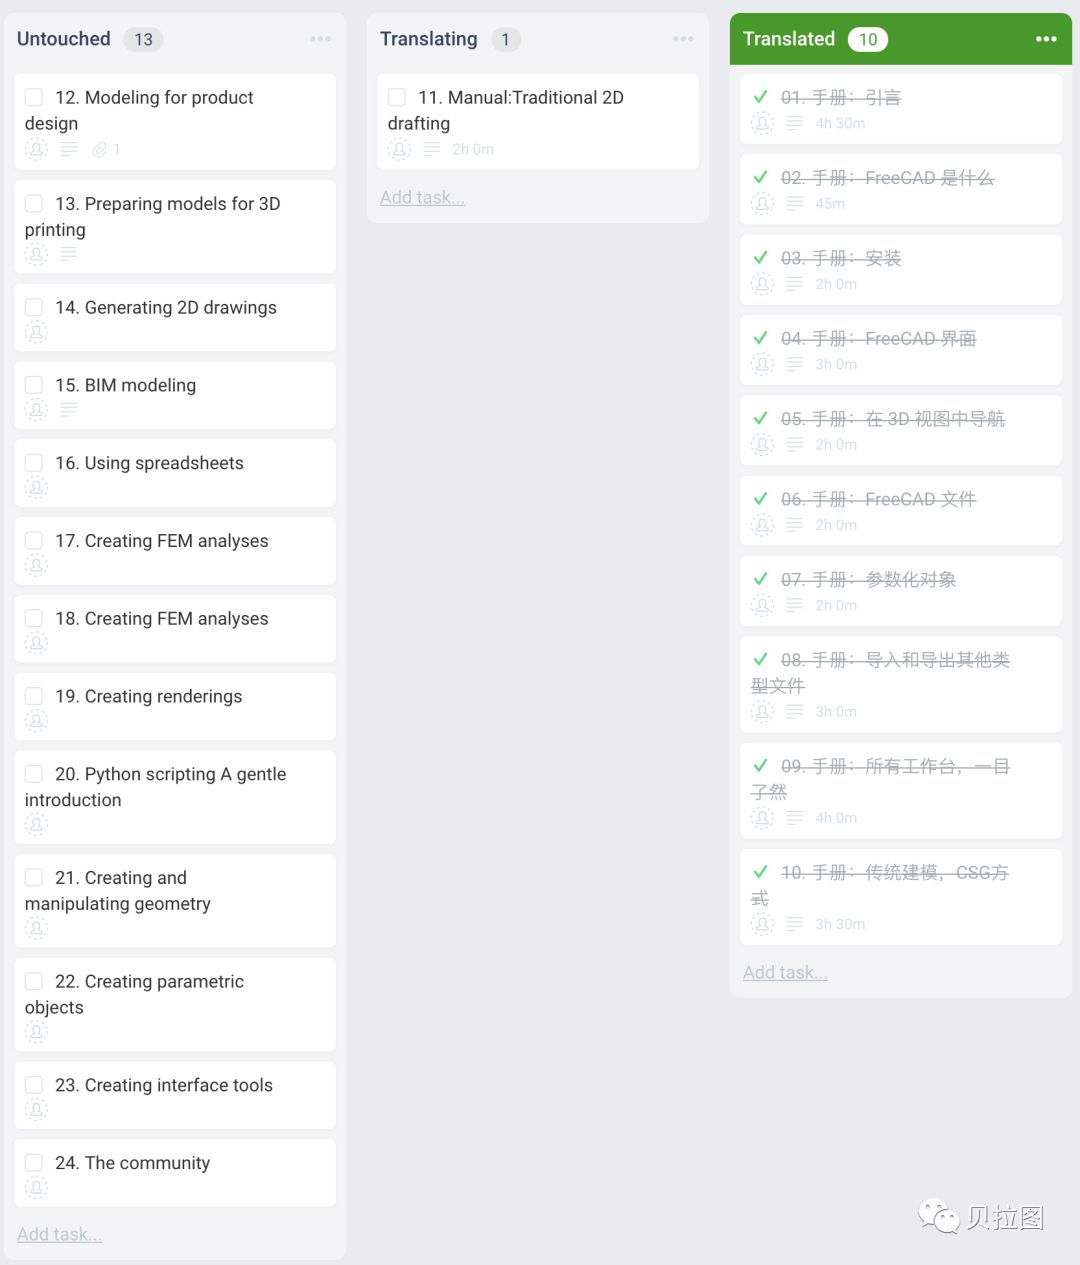 Untouched 13
12. Modeling for product
design
1
13. Preparing models for 3D
printing
14. Generating 2D drawings
15. BIM modeling
16. Using spreadsheets
17. Creating FEM analyses
18. Creating FEM analyses
19. Creating renderings
20. Python scripting A gentle
introduction
21. Creating and
manipulating geometry
22. Creating parametric
objects
23. Creating interface tools
24. The community
Add task...
Translating 1
11. Manual:Traditional 2D
drafting
2h 0m
Add task...
Translated 10
01. 手册：引言
4h 30m
02. 手册：FreeCAD 是什么
45m
03. 手册：安装
2h 0m
04. 手册：FreeCAD 界面
3h 0m
05. 手册：在 3D 视图中导航
2h 0m
06. 手册：FreeCAD 文件
2h 0m
07. 手册：参数化对象
2h 0m
08. 手册：导入和导出其他类
型文件
3h 0m
09. 手册：所有工作台，一目
了然
4h 0m
10. 手册：传统建模，CSG方
式
3h 30m
Add task...
贝拉图